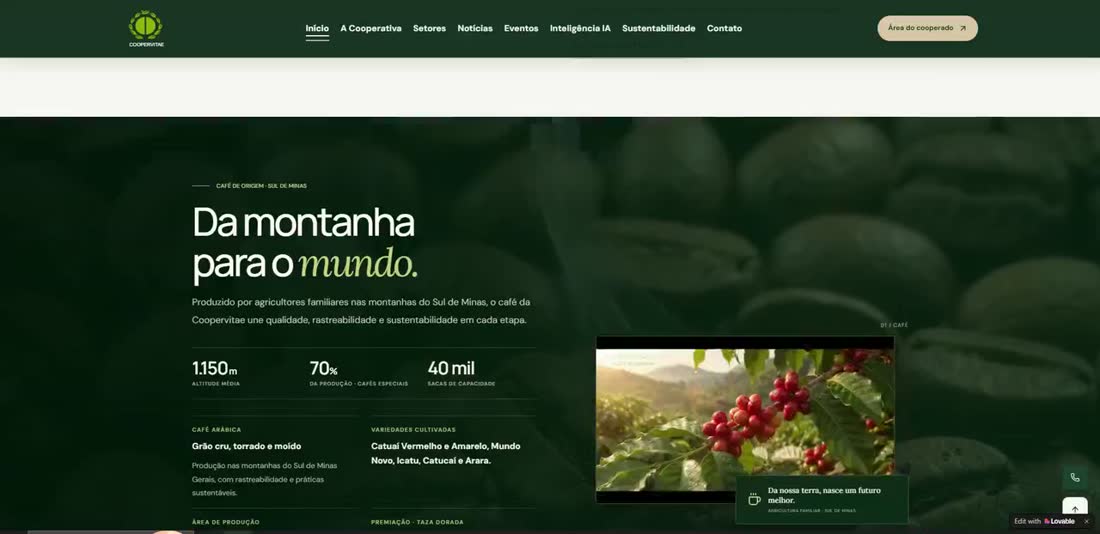 COOPERVITAE
Início
A Cooperativa
Setores
Notícias
Eventos
Inteligência IA
Sustentabilidade
Contato
Área do cooperado
CAFÉ DE ORIGEM · SUL DE MINAS
Da montanha
para o mundo.
Produzido por agricultores familiares nas montanhas do Sul de Minas, o café da
Coopervitae une qualidade, rastreabilidade e sustentabilidade em cada etapa.
1.150 m
ALTITUDE MÉDIA
70%
DA PRODUÇÃO · CAFÉS ESPECIAIS
40 mil
SACAS DE CAPACIDADE
CAFÉ ARÁBICA
Grão cru, torrado e moído
Produção nas montanhas do Sul de Minas
Gerais, com rastreabilidade e práticas
sustentáveis.
VARIEDADES CULTIVADAS
Catuaí Vermelho e Amarelo, Mundo
Novo, Icatu, Catucaí e Arara.
ÁREA DE PRODUÇÃO
PREMIAÇÃO · TAZA DORADA
01 / CAFÉ
Da nossa terra, nasce um futuro
melhor.
AGRICULTURA FAMILIAR · SUL DE MINAS
Edit with Lovable